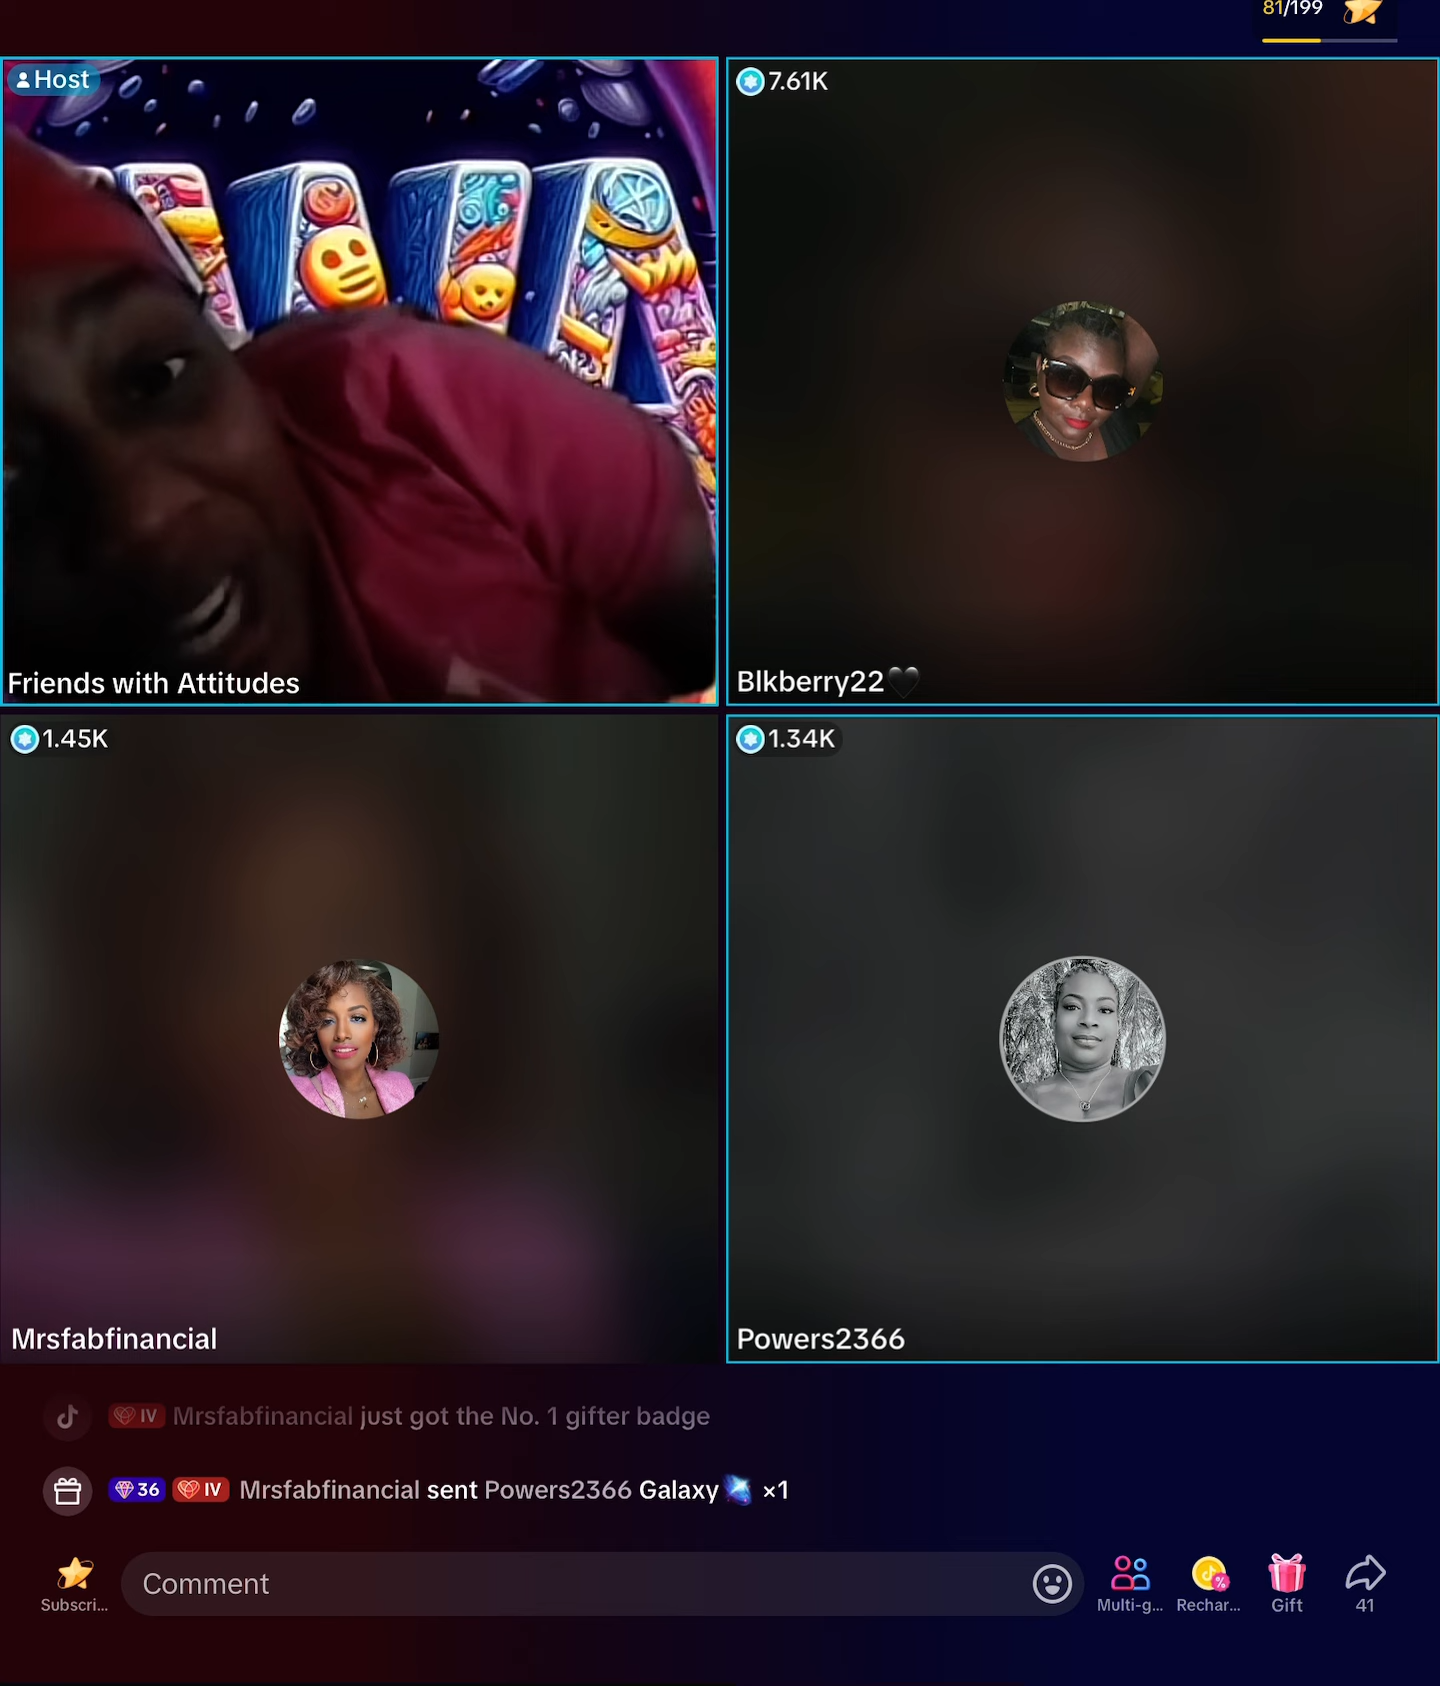 81/199
Host
7.61K
Friends with Attitudes
Blkberry22🖤
1.45K
1.34K
Mrsfabfinancial
Powers2366
IV Mrsfabfinancial just got the No. 1 gifter badge
36 IV Mrsfabfinancial sent Powers2366 Galaxy ×1
Comment
Subscri...
Multi-g...
Rechar...
Gift
41